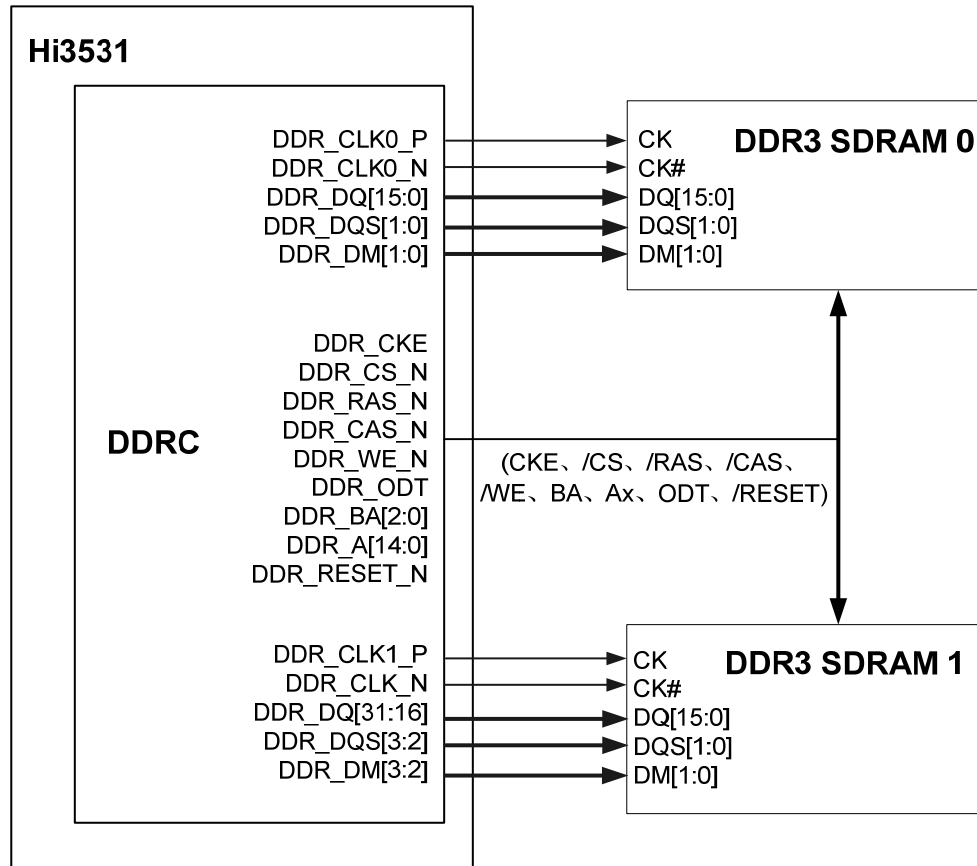 Hi3531
DDRC
DDR_CLK0_P
DDR_CLK0_N
DDR_DQ[15:0]
DDR_DQS[1:0]
DDR_DM[1:0]
DDR3 SDRAM 0
CK
CK#
DQ[15:0]
DQS[1:0]
DM[1:0]
DDR_CKE
DDR_CS_N
DDR_RAS_N
DDR_CAS_N
DDR_WE_N
DDR_ODT
DDR_BA[2:0]
DDR_A[14:0]
DDR_RESET_N
(CKE、/CS、/RAS、/CAS、
/WE、BA、Ax、ODT、/RESET)
DDR_CLK1_P
DDR_CLK_N
DDR_DQ[31:16]
DDR_DQS[3:2]
DDR_DM[3:2]
DDR3 SDRAM 1
CK
CK#
DQ[15:0]
DQS[1:0]
DM[1:0]